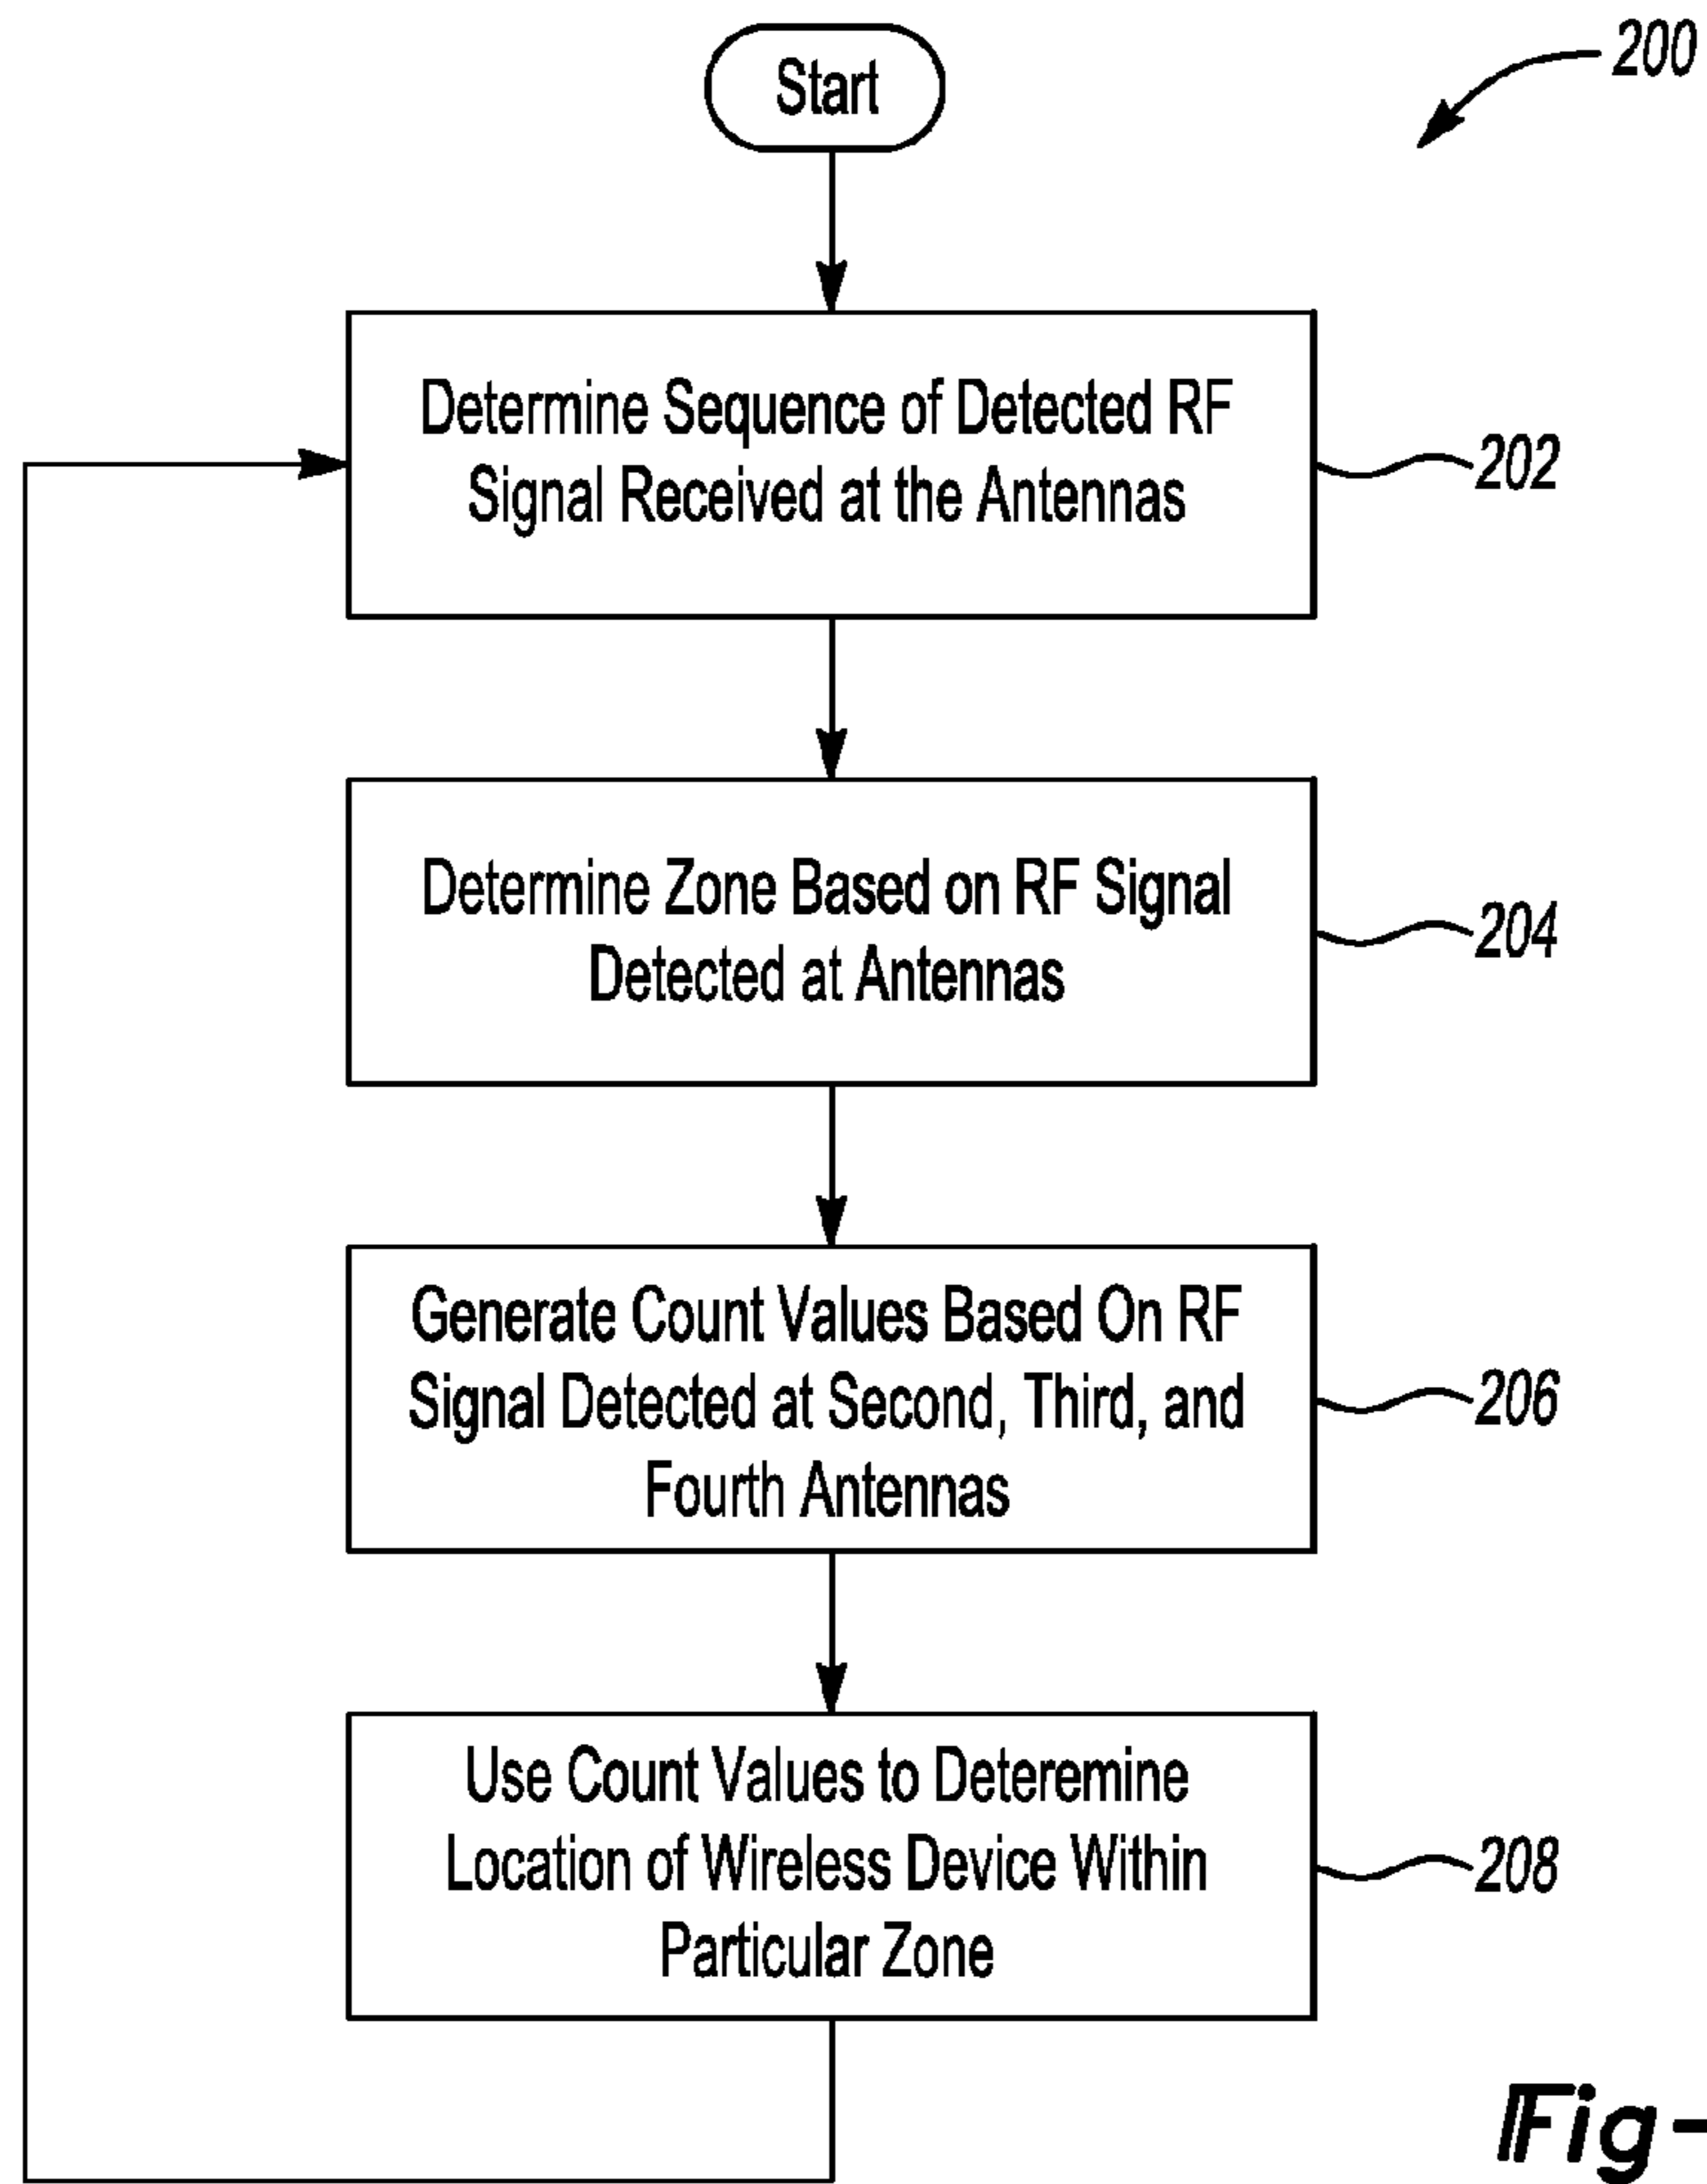 Start
200
Determine Sequence of Detected RF
Signal Received at the Antennas
202
Determine Zone Based on RF Signal
Detected at Antennas
204
Generate Count Values Based On RF
Signal Detected at Second, Third, and
Fourth Antennas
206
Use Count Values to Deteremine
Location of Wireless Device Within
Particular Zone
208
Fig-